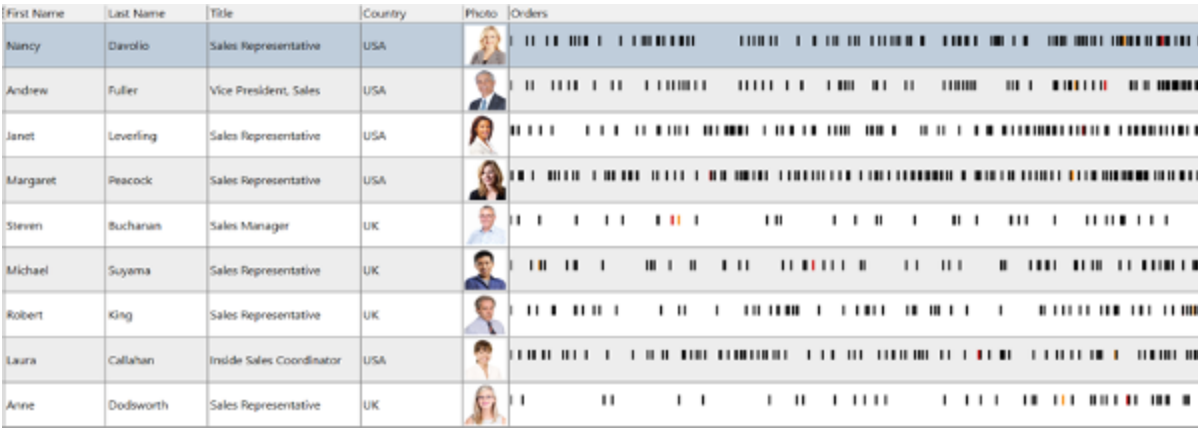 First Name Last Name Title Country Photo Orders
Nancy Davolio Sales Representative USA
Andrew Fuller Vice President, Sales USA
Janet Leverling Sales Representative USA
Margaret Peacock Sales Representative USA
Steven Buchanan Sales Manager UK
Michael Suyama Sales Representative UK
Robert King Sales Representative UK
Laura Callahan Inside Sales Coordinator USA
Anne Dodsworth Sales Representative UK